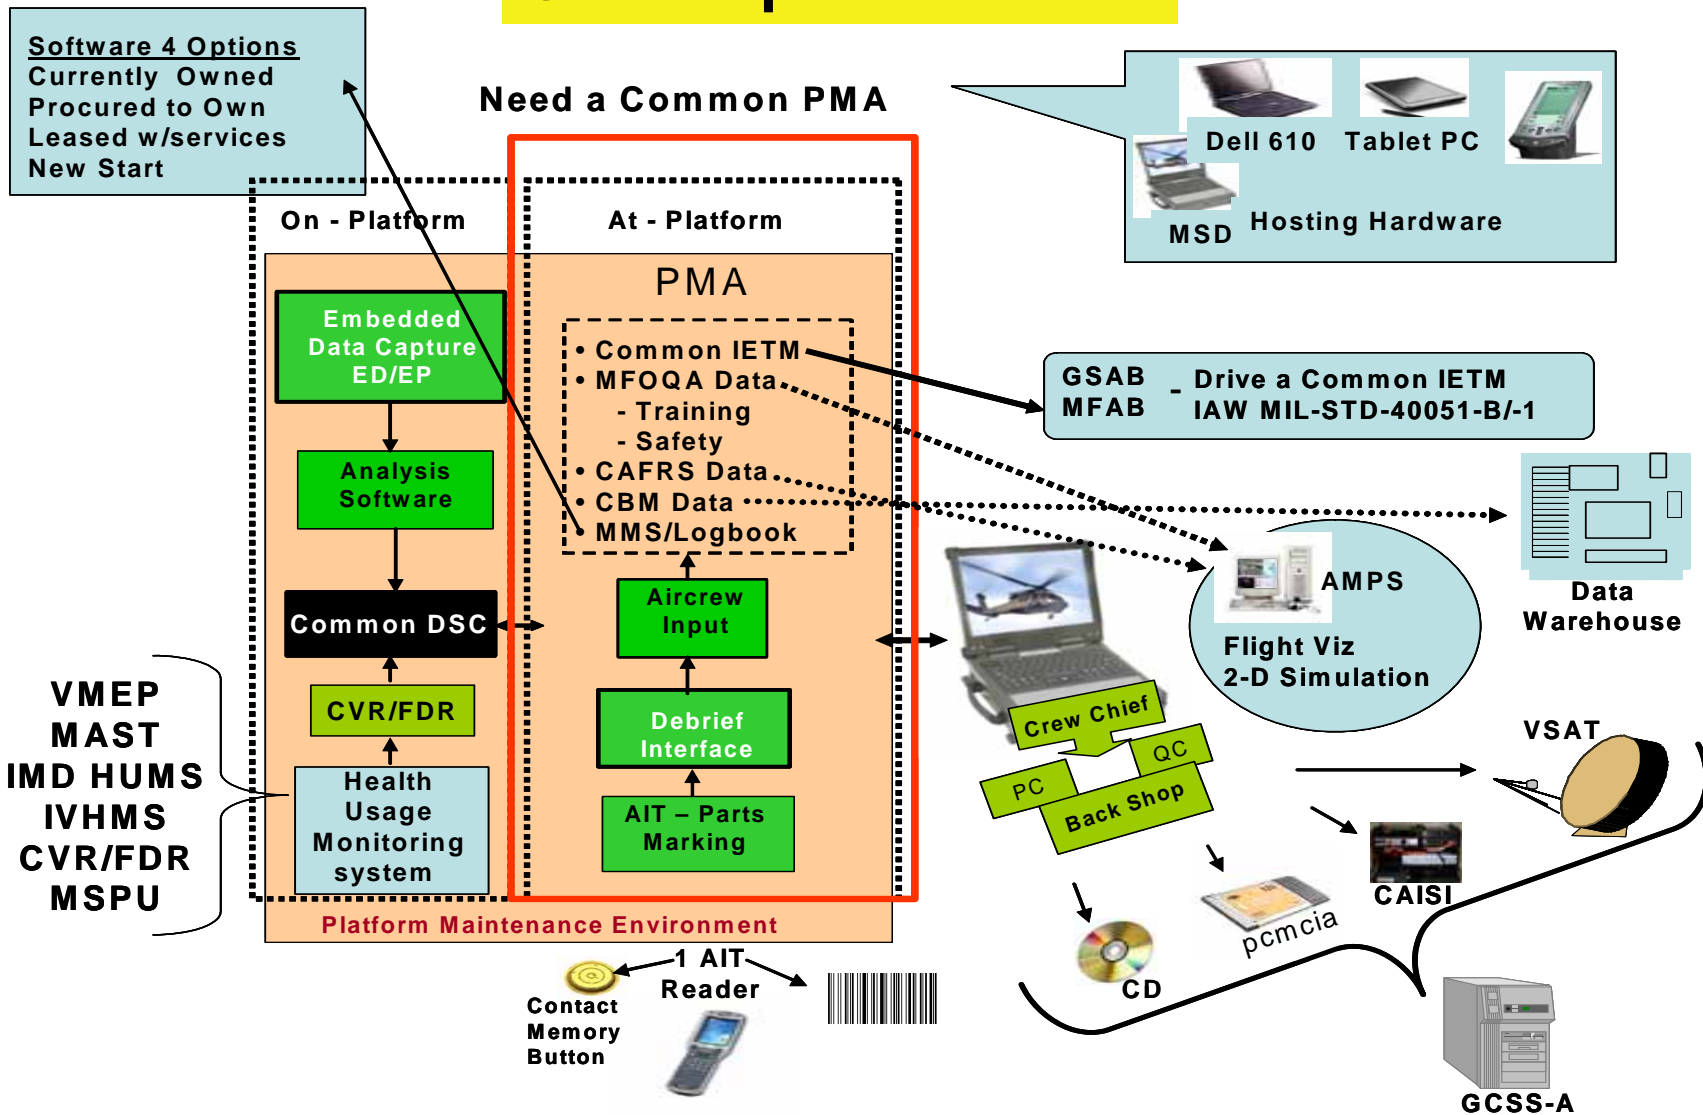 Software 4 Options
Currently Owned
Procured to Own
Leased w/services
New Start
Need a Common PMA
Dell 610
Tablet PC
MSD
Hosting Hardware
On - Platform
At - Platform
PMA
Embedded
Data Capture
ED/EP
Analysis
Software
Common DSC
CVR/FDR
Health
Usage
Monitoring
system
• Common IETM
• MFOQA Data
- Training
- Safety
• CAFRS Data
• CBM Data
• MMS/Logbook
Aircrew
Input
Debrief
Interface
AIT – Parts
Marking
Platform Maintenance Environment
VMEP
MAST
IMD HUMS
IVHMS
CVR/FDR
MSPU
GSAB
MFAB
- Drive a Common IETM
IAW MIL-STD-40051-B/-1
AMPS
Flight Viz
2-D Simulation
Data
Warehouse
Crew Chief
QC
PC
Back Shop
VSAT
CAISI
pcmcia
CD
GCSS-A
1 AIT
Reader
Contact
Memory
Button